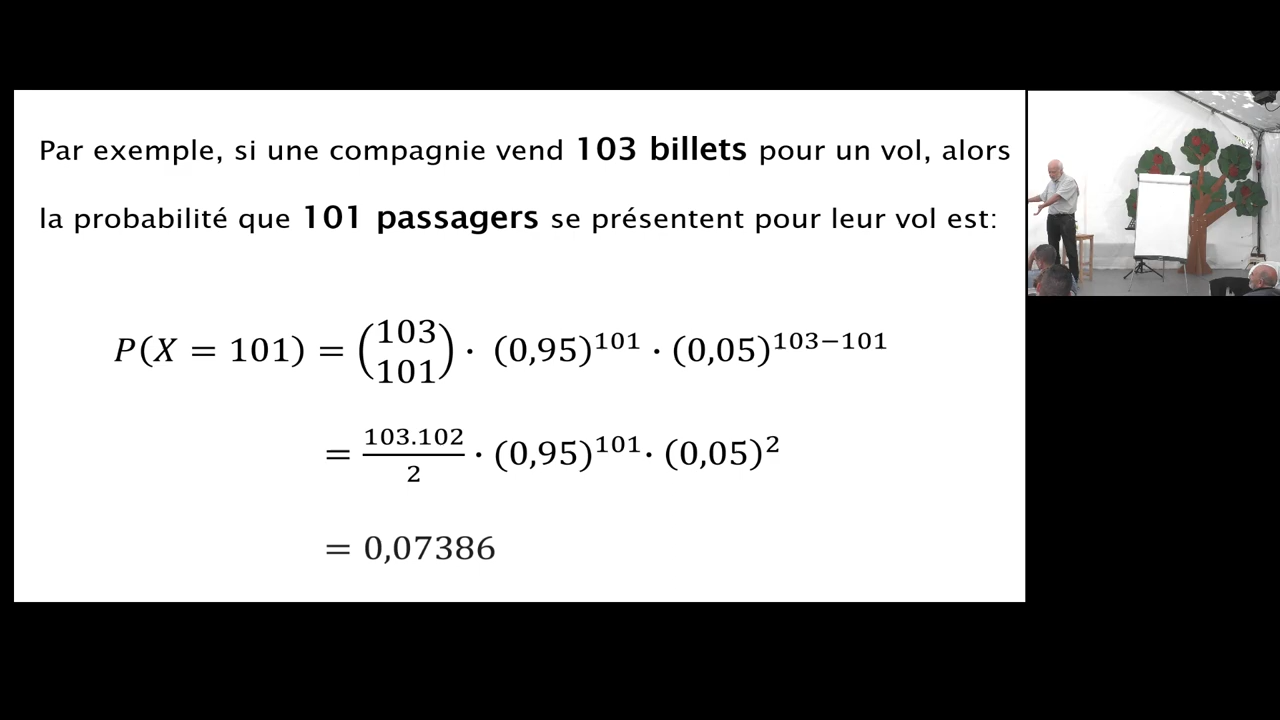 Par exemple, si une compagnie vend 103 billets pour un vol, alors
la probabilité que 101 passagers se présentent pour leur vol est:
P(X = 101) = (103 101) · (0,95)^101 · (0,05)^103−101
= 103.102/2 · (0,95)^101 · (0,05)^2
= 0,07386